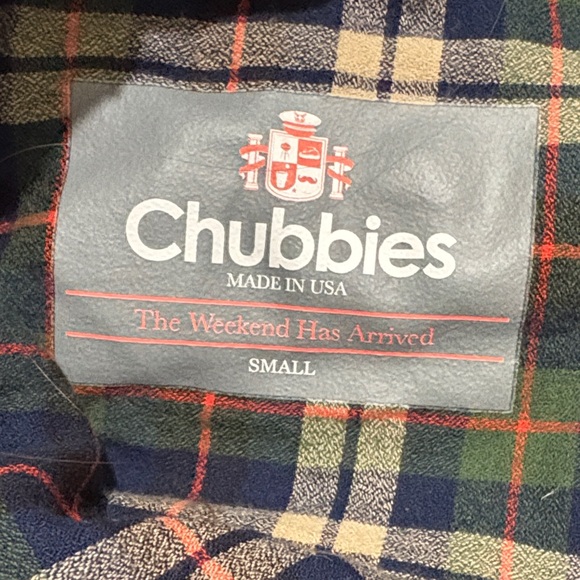 Chubbies
MADE IN USA
The Weekend Has Arrived
SMALL